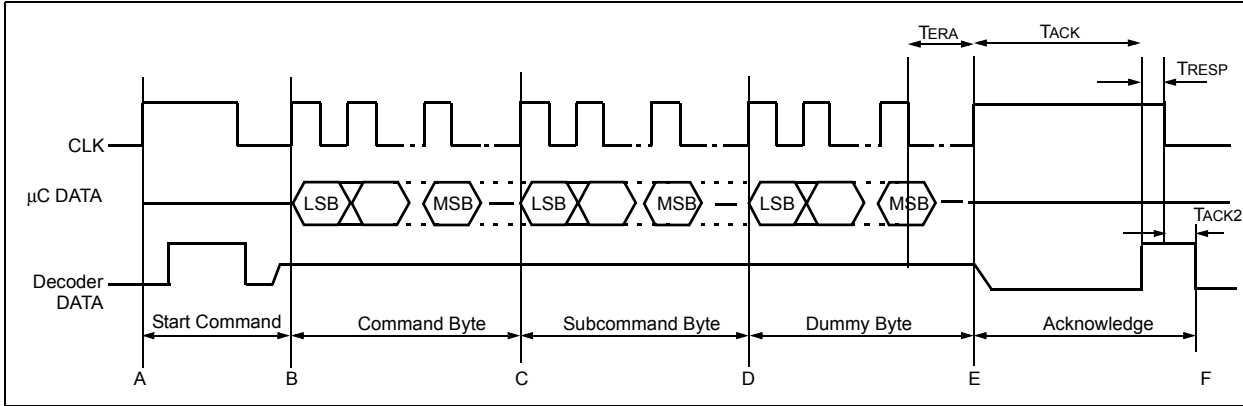 TERA
TACK
TRESP
CLK
µC DATA
LSB
MSB
LSB
MSB
LSB
MSB
TACK2
Decoder
DATA
Start Command
Command Byte
Subcommand Byte
Dummy Byte
Acknowledge
A
B
C
D
E
F